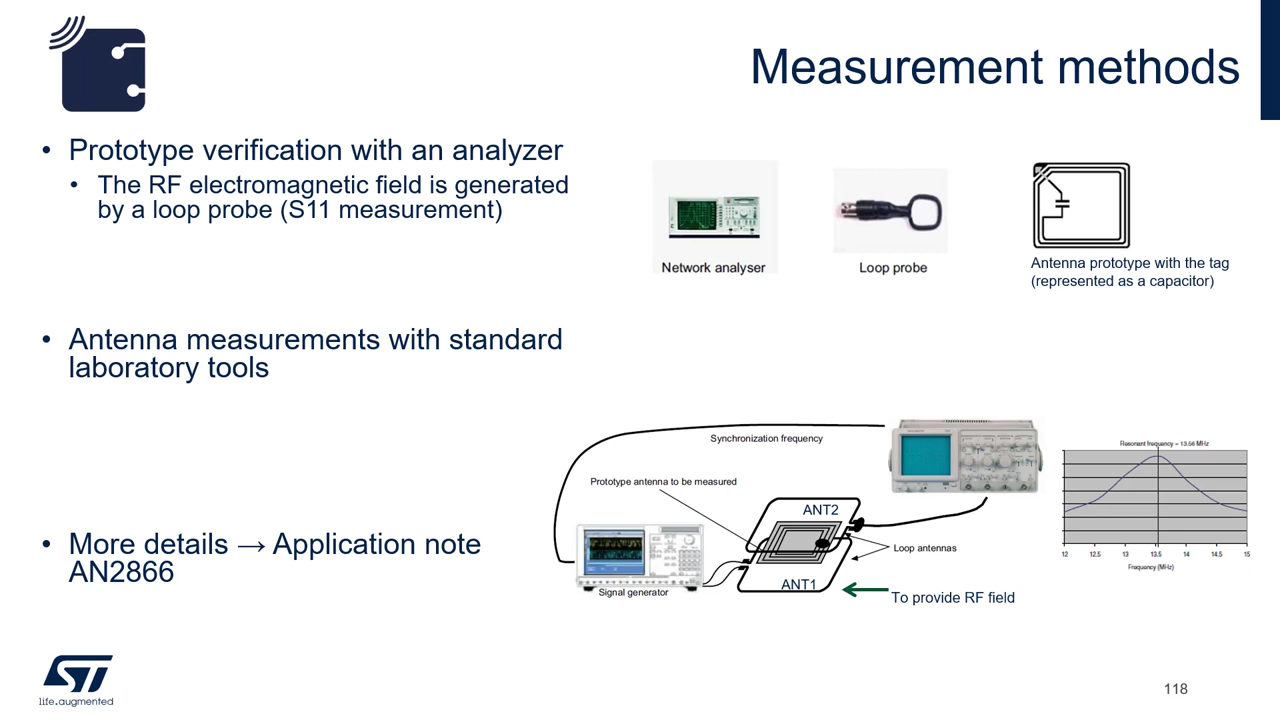 Measurement methods
• Prototype verification with an analyzer
• The RF electromagnetic field is generated
by a loop probe (S11 measurement)
Network analyser
Loop probe
Antenna prototype with the tag
(represented as a capacitor)
• Antenna measurements with standard
laboratory tools
Synchronization frequency
Prototype antenna to be measured
ANT2
Loop antennas
ANT1
Signal generator
To provide RF field
Resonant frequency = 13.56 MHz
12 12.5 13 13.5 14 14.5 15
Frequency (MHz)
• More details → Application note
AN2866
ST
life.augmented
118